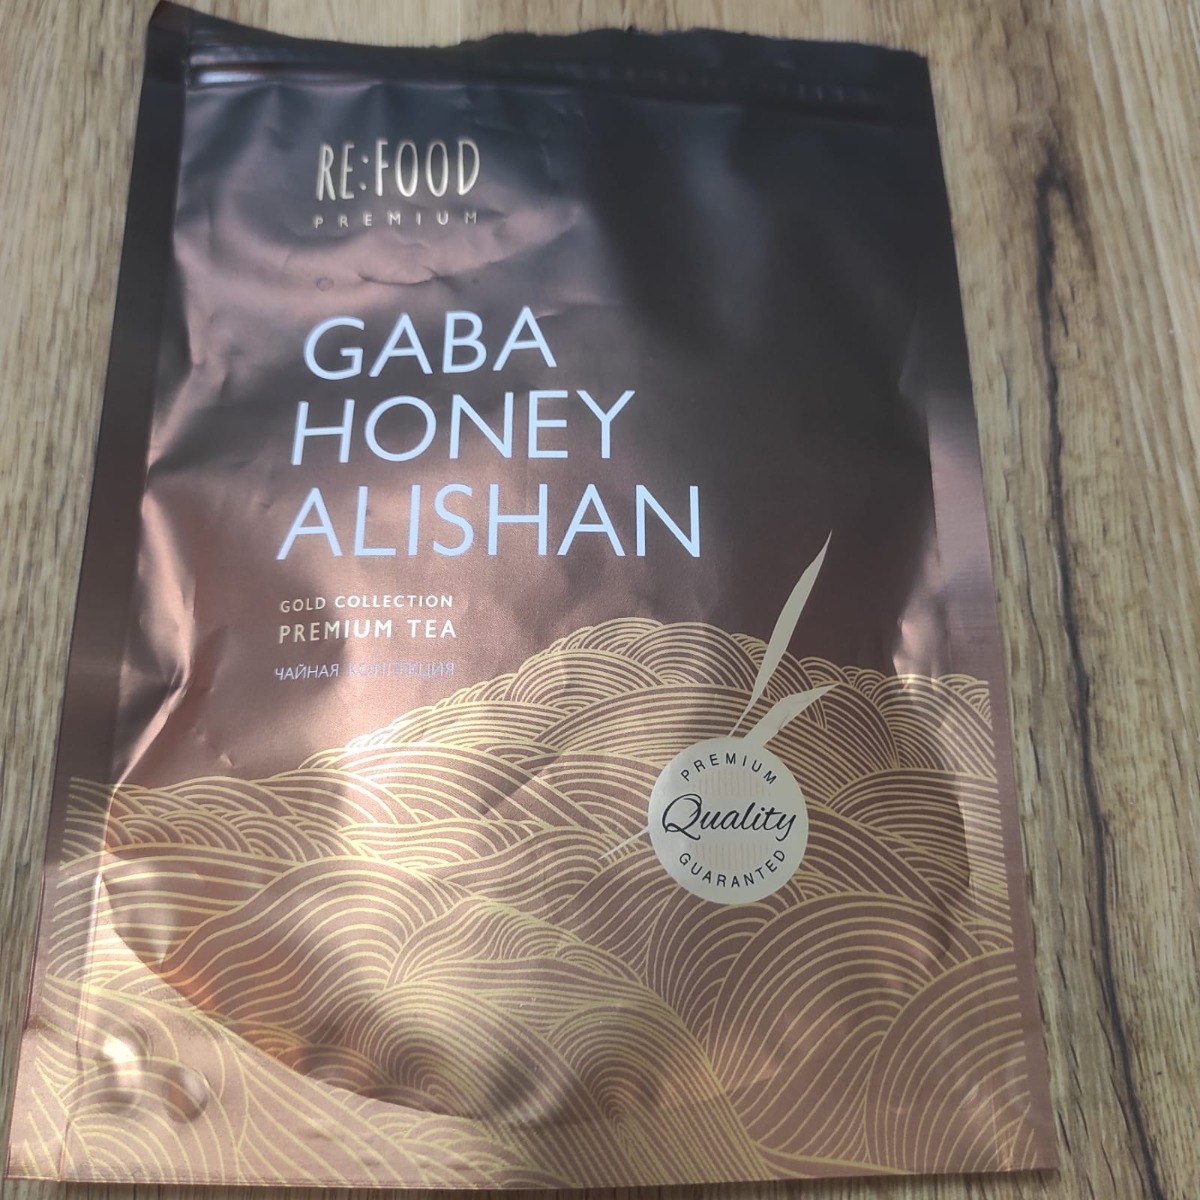 RE:FOOD
PREMIUM
GABA
HONEY
ALISHAN
GOLD COLLECTION
PREMIUM TEA
ЧАЙНАЯ КОЛЛЕКЦИЯ
PREMIUM
Quality
GUARANTEED